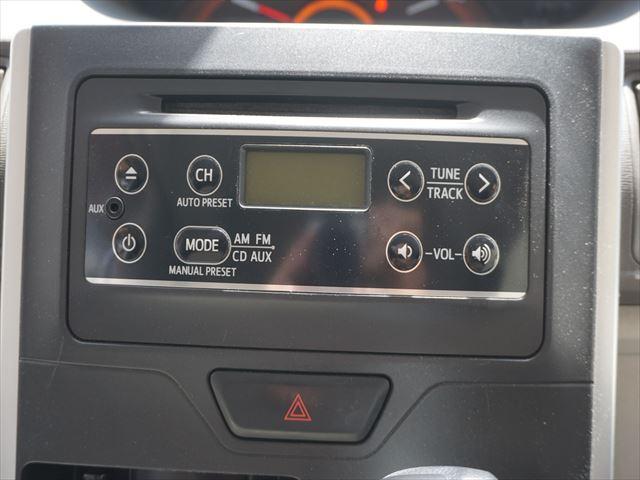 CH
AUTO PRESET
TUNE
TRACK
AUX
MODE
AM FM
CD AUX
MANUAL PRESET
-VOL-